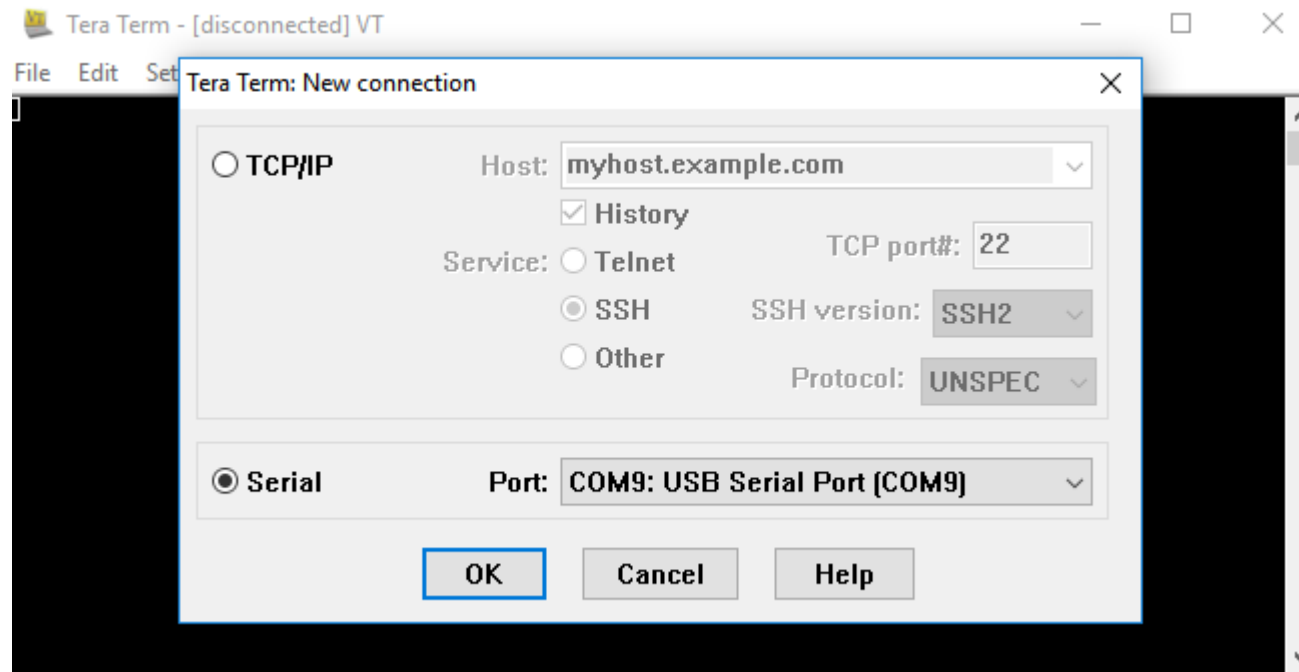 Tera Term - [disconnected] VT
File Edit Set
Tera Term: New connection
TCP/IP
Host: myhost.example.com
History
Service: Telnet
TCP port#: 22
SSH
SSH version: SSH2
Other
Protocol: UNSPEC
Serial
Port: COM9: USB Serial Port (COM9)
OK Cancel Help